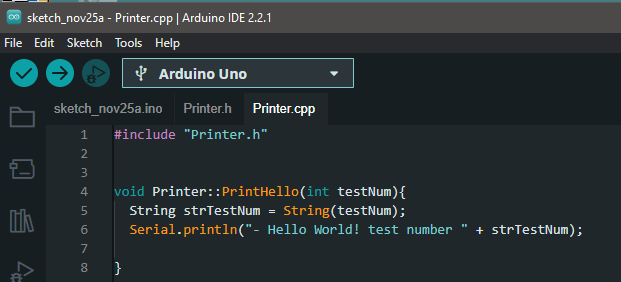 sketch_nov25a - Printer.cpp | Arduino IDE 2.2.1
File Edit Sketch Tools Help
Arduino Uno
sketch_nov25a.ino Printer.h Printer.cpp
1 #include "Printer.h"
2
3
4 void Printer::PrintHello(int testNum){
5 String strTestNum = String(testNum);
6 Serial.println("- Hello World! test number " + strTestNum);
7
8 }